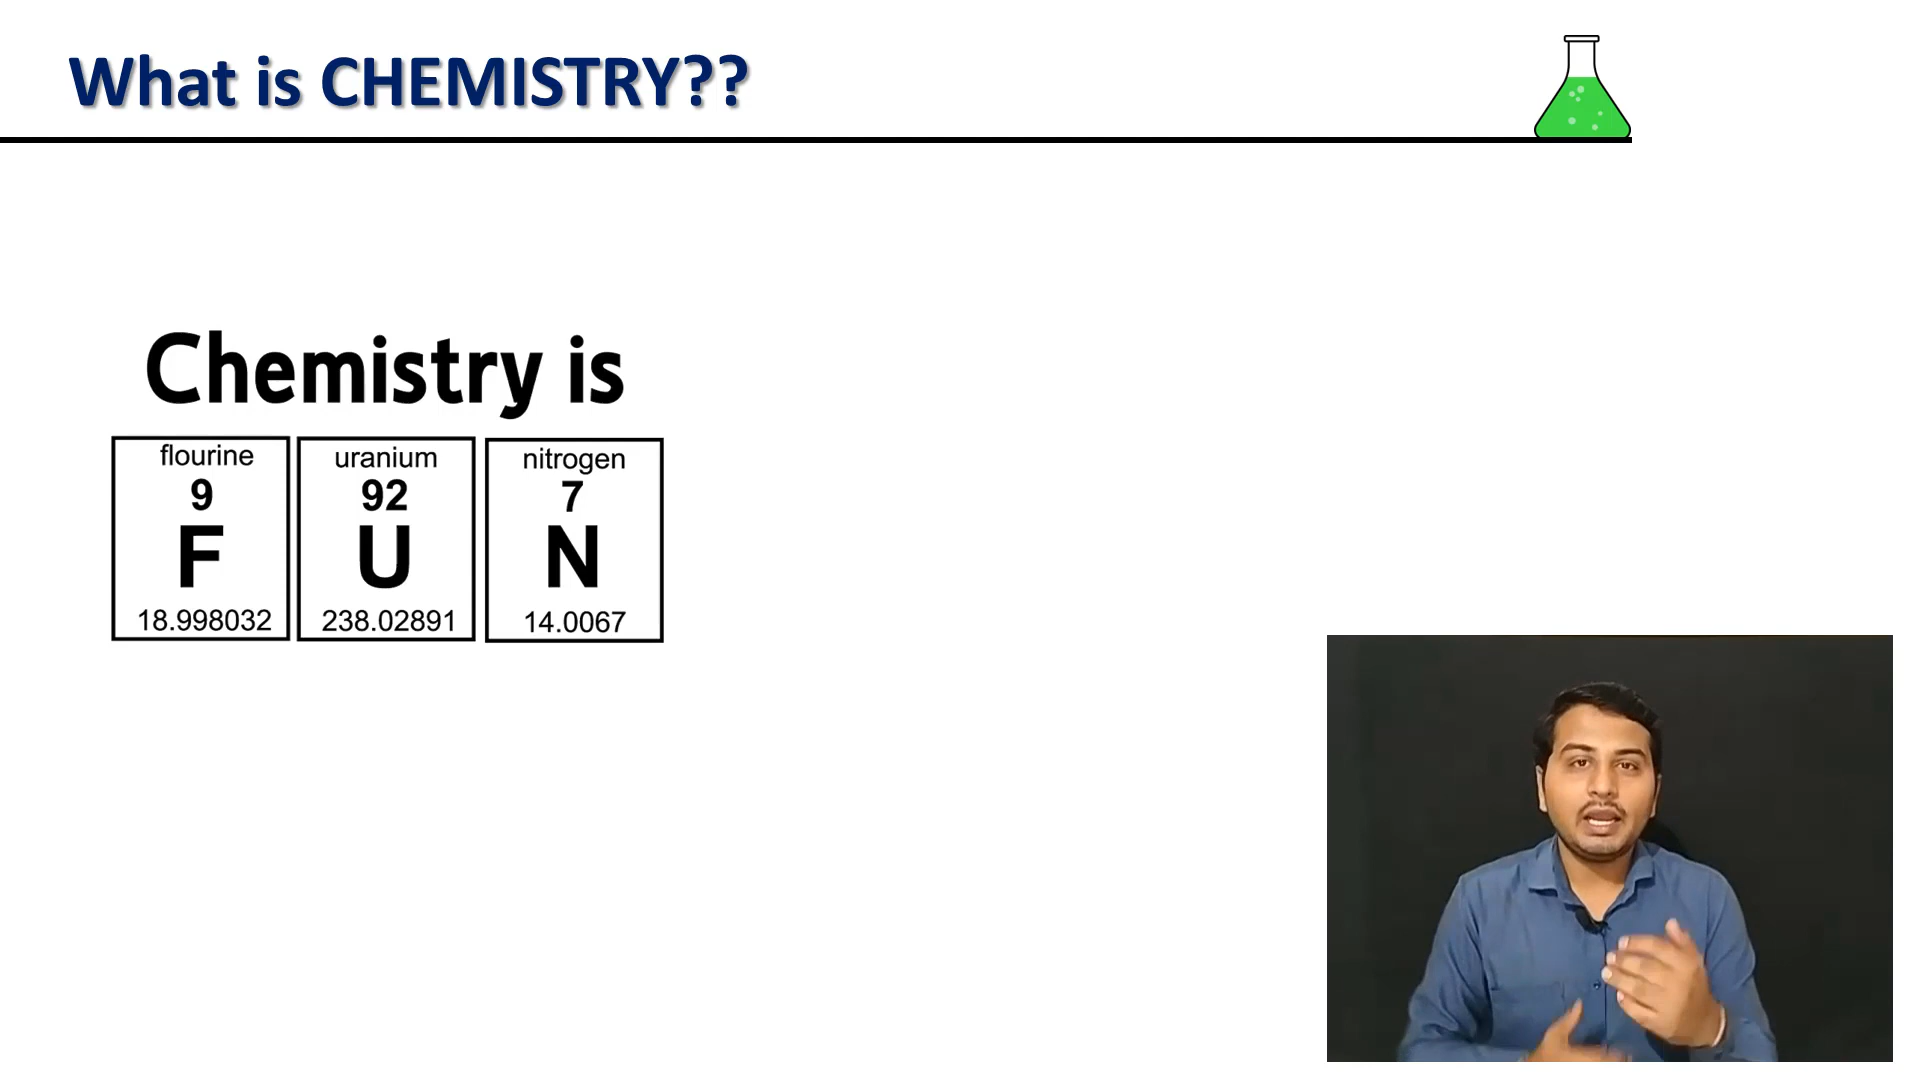 What is CHEMISTRY??
Chemistry is
flourine uranium nitrogen
9 92 7
F U N
18.998032 238.02891 14.0067